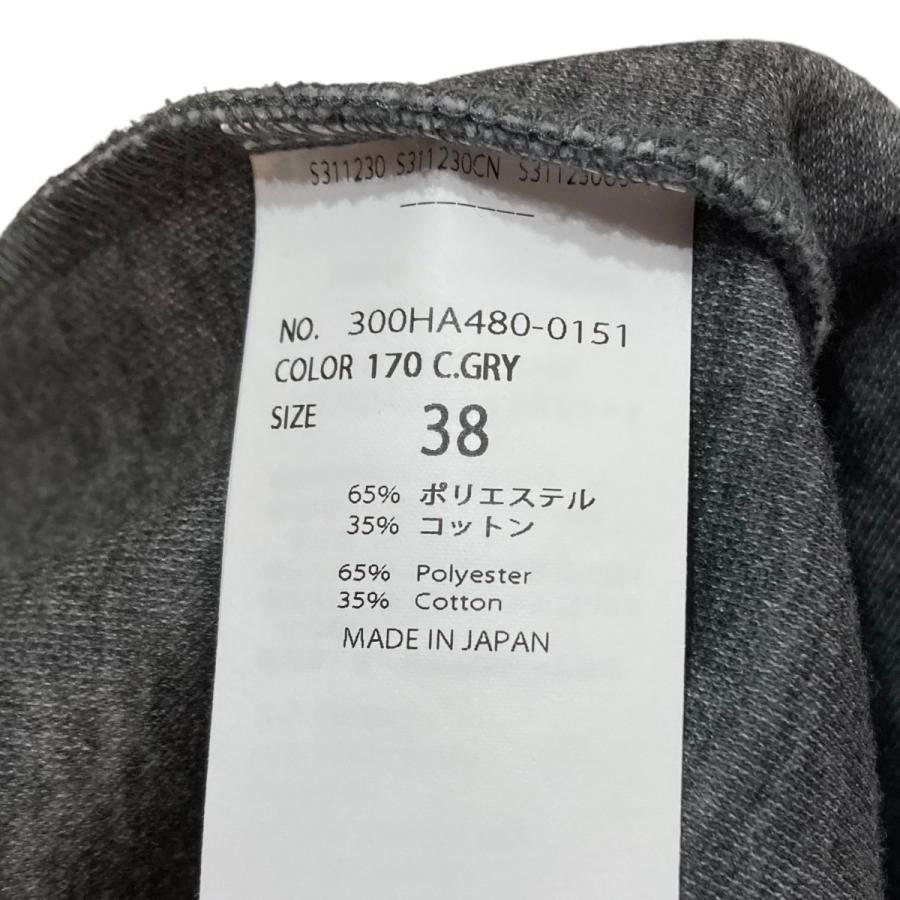 S311230 S311230CN
NO. 300HA480-0151
COLOR 170 C.GRY
SIZE 38
65% ポリエステル
35% コットン
65% Polyester
35% Cotton
MADE IN JAPAN